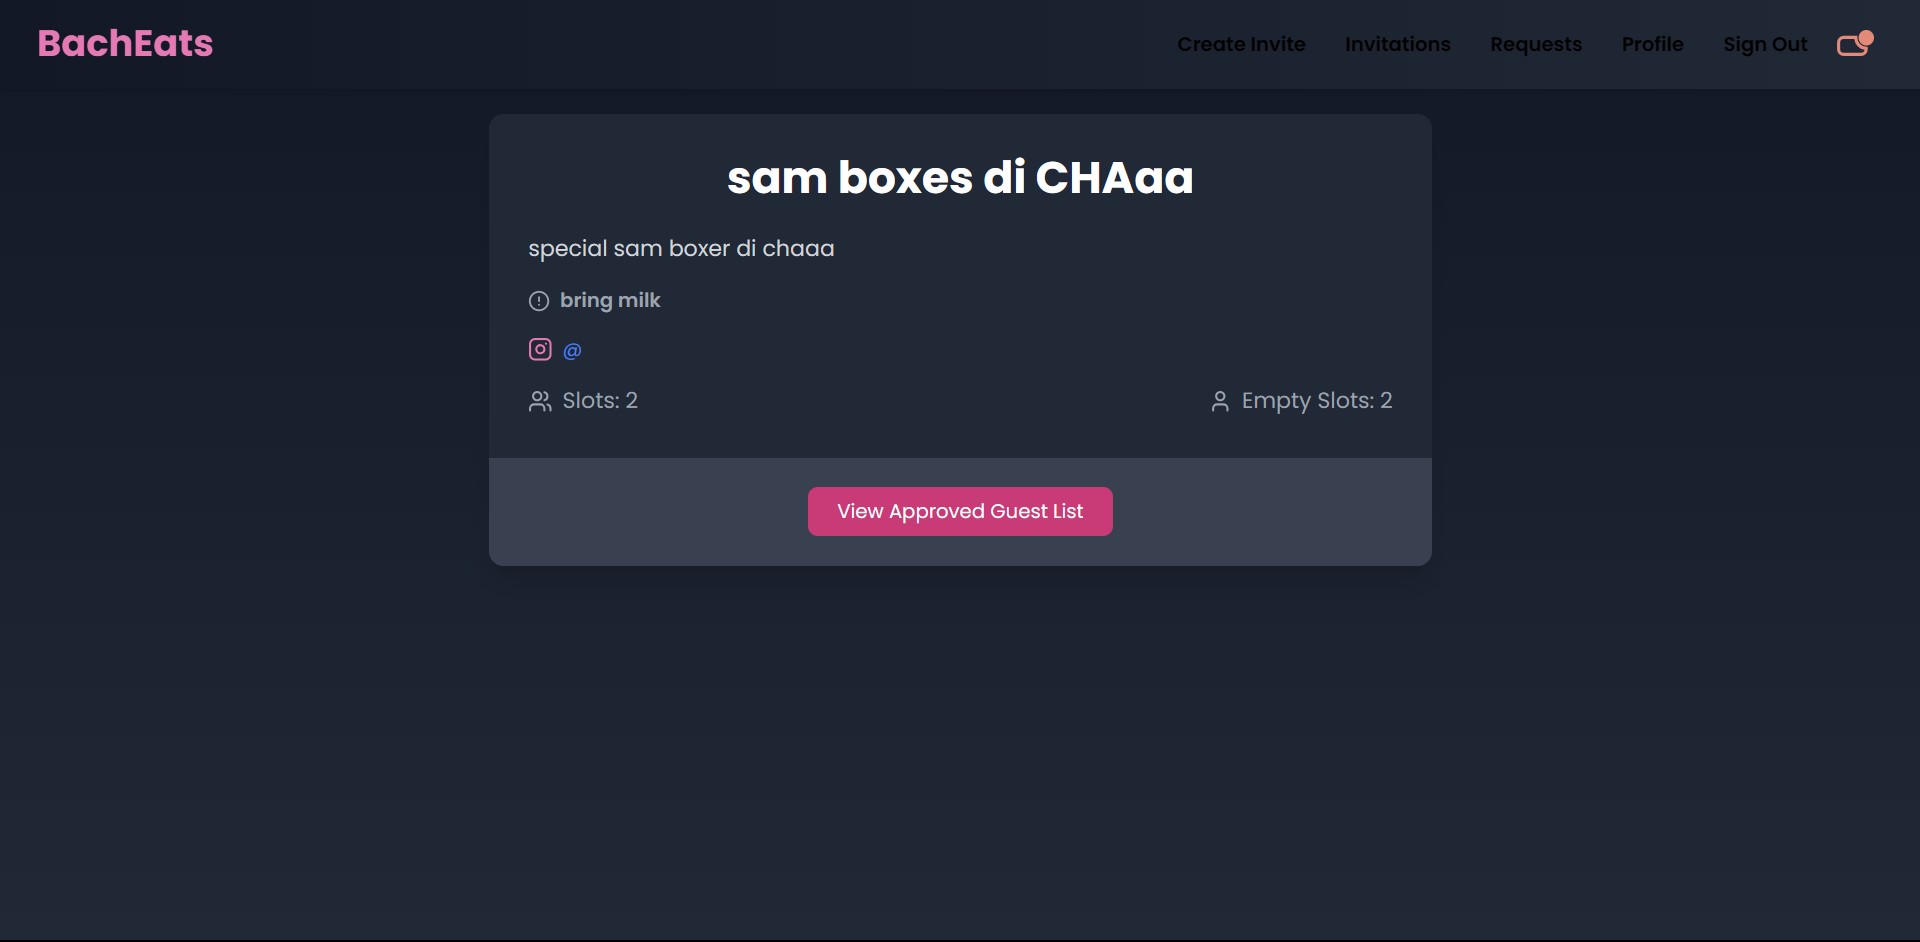 BachEats
Create Invite Invitations Requests Profile Sign Out
sam boxes di CHAaa
special sam boxer di chaaa
bring milk
@
Slots: 2 Empty Slots: 2
View Approved Guest List